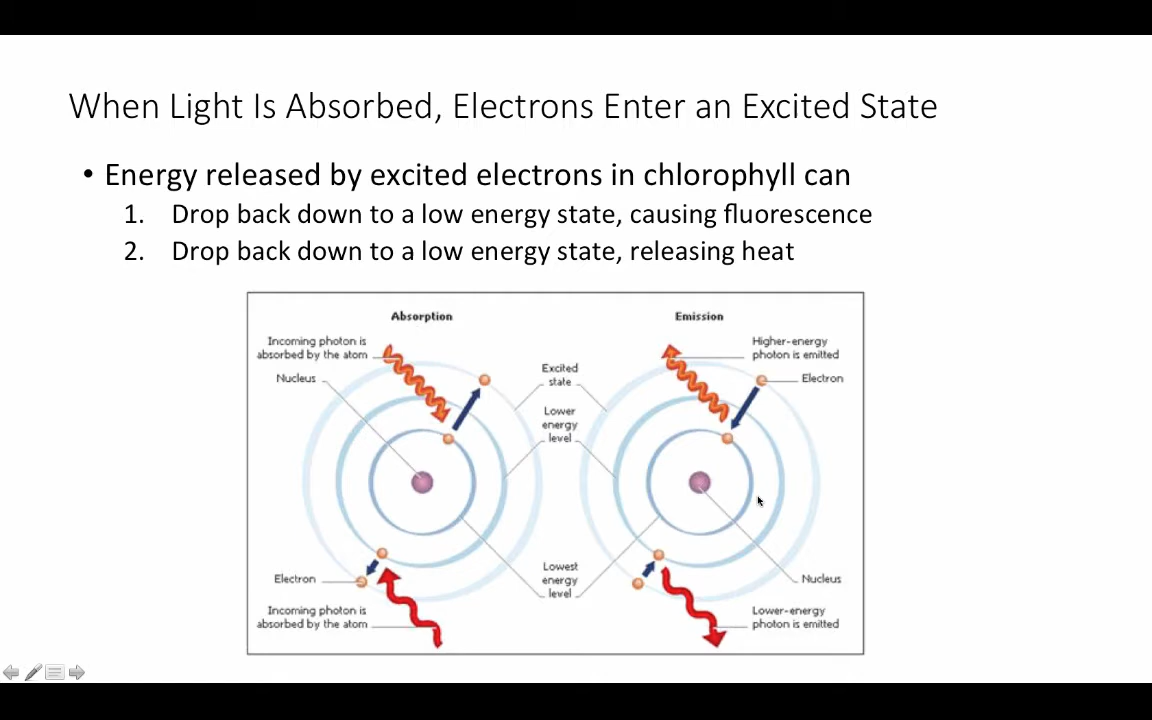 When Light Is Absorbed, Electrons Enter an Excited State
• Energy released by excited electrons in chlorophyll can
1. Drop back down to a low energy state, causing fluorescence
2. Drop back down to a low energy state, releasing heat
Absorption
Incoming photon is
absorbed by the atom
Nucleus
Excited
state
Lower
energy
level
Lowest
energy
level
Electron
Incoming photon is
absorbed by the atom
Emission
Higher-energy
photon is emitted
Electron
Nucleus
Lower-energy
photon is emitted